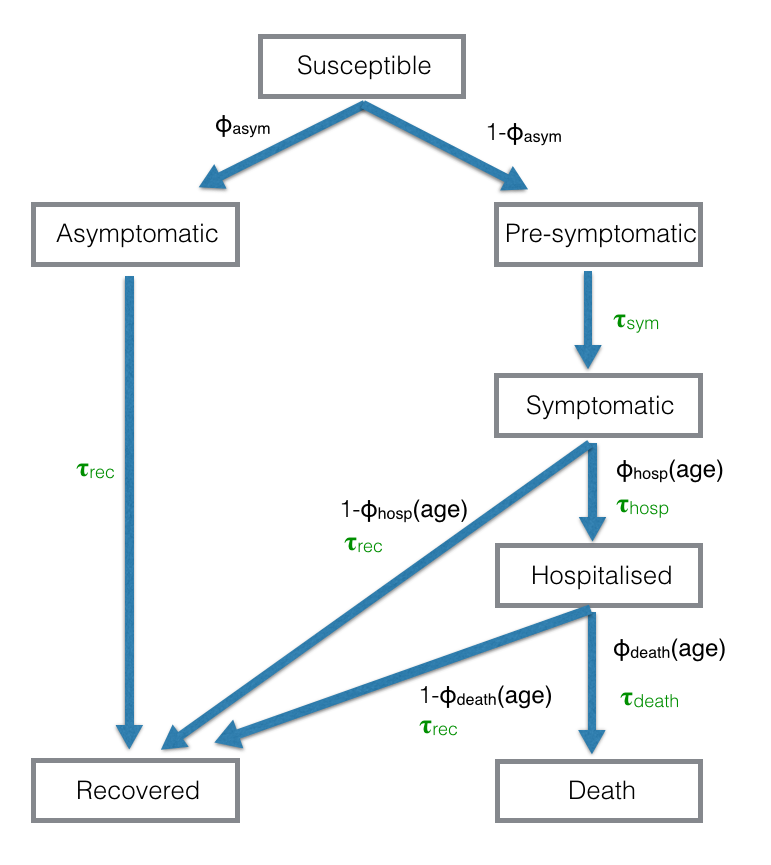 Susceptible
ϕasym
1-ϕasym
Asymptomatic
Pre-symptomatic
τsym
Symptomatic
τrec
ϕhosp(age)
τhosp
1-ϕhosp(age)
τrec
Hospitalised
ϕdeath(age)
τdeath
1-ϕdeath(age)
τrec
Recovered
Death